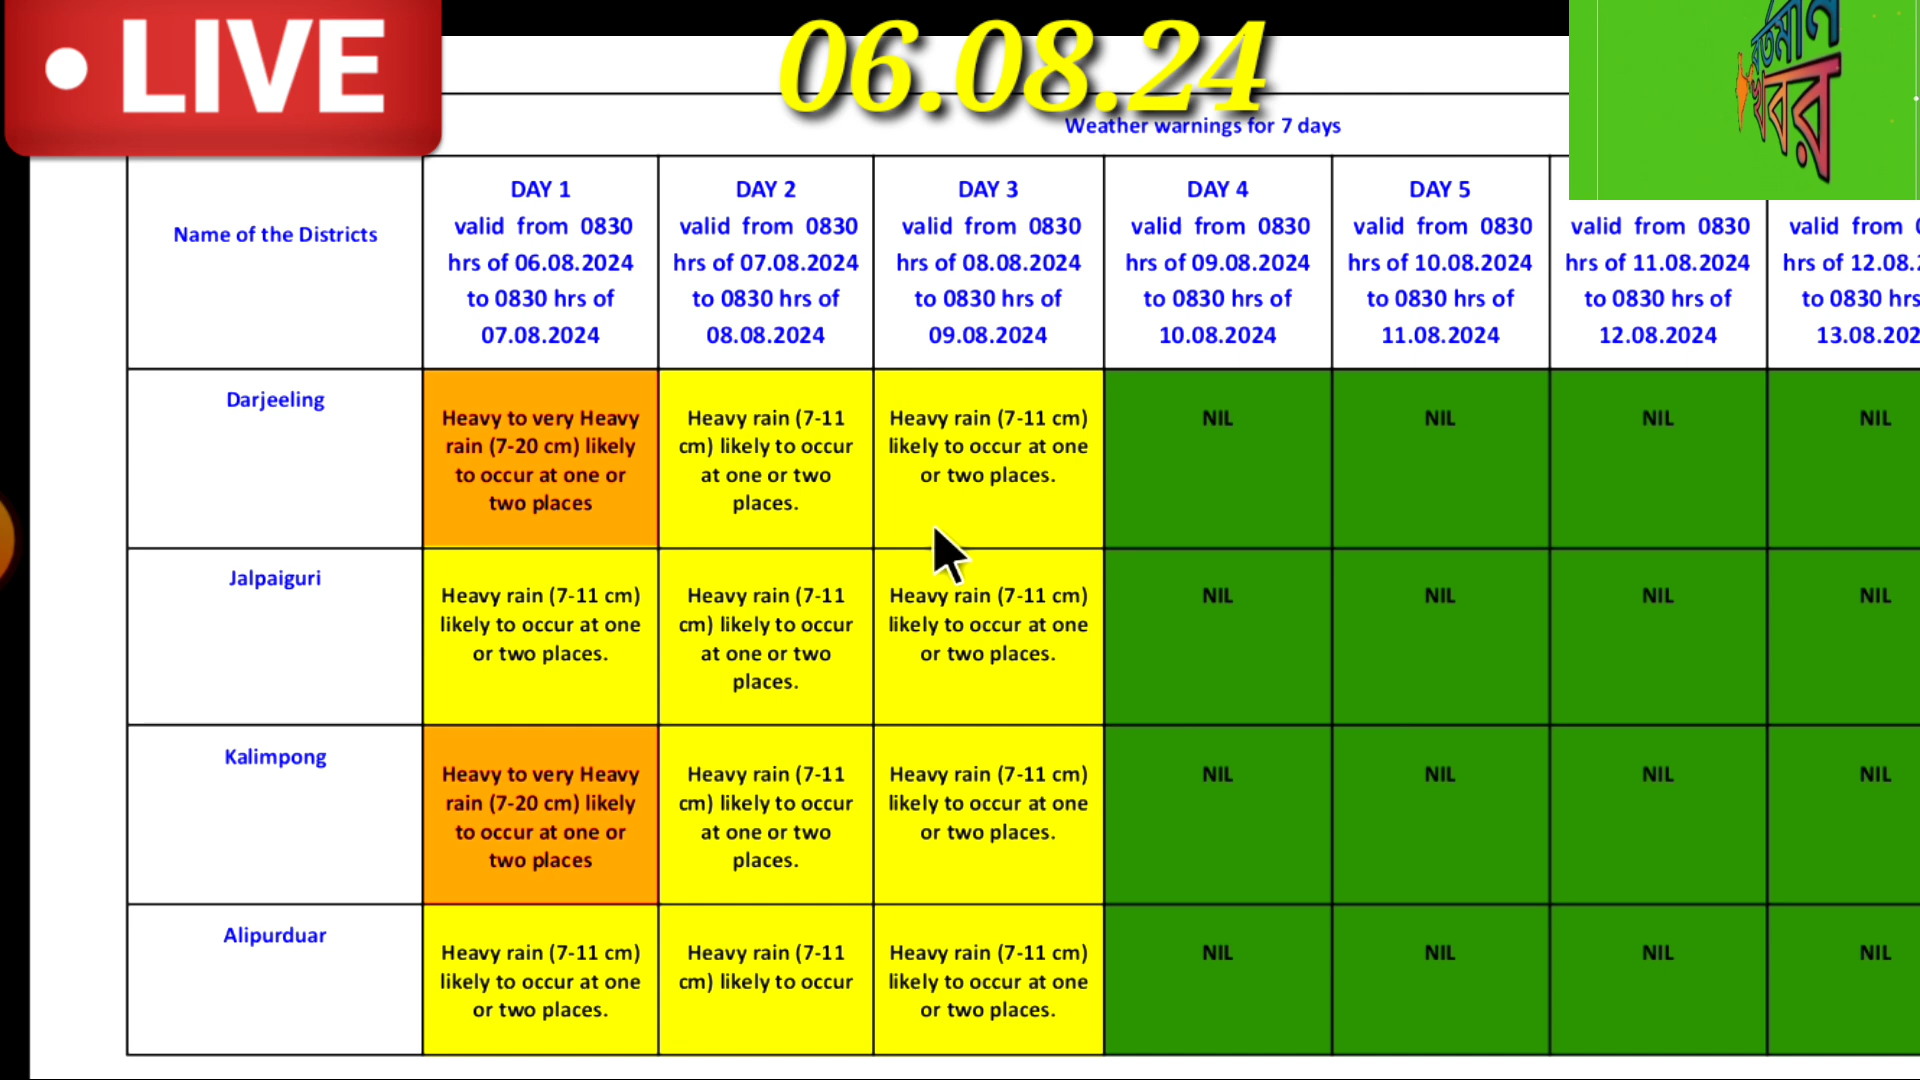 LIVE
06.08.24
বর্তমান
খবর
Weather warnings for 7 days
Name of the Districts
DAY 1
valid from 0830
hrs of 06.08.2024
to 0830 hrs of
07.08.2024
DAY 2
valid from 0830
hrs of 07.08.2024
to 0830 hrs of
08.08.2024
DAY 3
valid from 0830
hrs of 08.08.2024
to 0830 hrs of
09.08.2024
DAY 4
valid from 0830
hrs of 09.08.2024
to 0830 hrs of
10.08.2024
DAY 5
valid from 0830
hrs of 10.08.2024
to 0830 hrs of
11.08.2024
valid from 0830
hrs of 11.08.2024
to 0830 hrs of
12.08.2024
valid from
hrs of 12.08.
to 0830 hrs
13.08.202
Darjeeling
Heavy to very Heavy
rain (7-20 cm) likely
to occur at one or
two places
Heavy rain (7-11
cm) likely to occur
at one or two
places.
Heavy rain (7-11 cm)
likely to occur at one
or two places.
NIL
NIL
NIL
NIL
Jalpaiguri
Heavy rain (7-11 cm)
likely to occur at one
or two places.
Heavy rain (7-11
cm) likely to occur
at one or two
places.
Heavy rain (7-11 cm)
likely to occur at one
or two places.
NIL
NIL
NIL
NIL
Kalimpong
Heavy to very Heavy
rain (7-20 cm) likely
to occur at one or
two places
Heavy rain (7-11
cm) likely to occur
at one or two
places.
Heavy rain (7-11 cm)
likely to occur at one
or two places.
NIL
NIL
NIL
NIL
Alipurduar
Heavy rain (7-11 cm)
likely to occur at one
or two places.
Heavy rain (7-11
cm) likely to occur
Heavy rain (7-11 cm)
likely to occur at one
or two places.
NIL
NIL
NIL
NIL